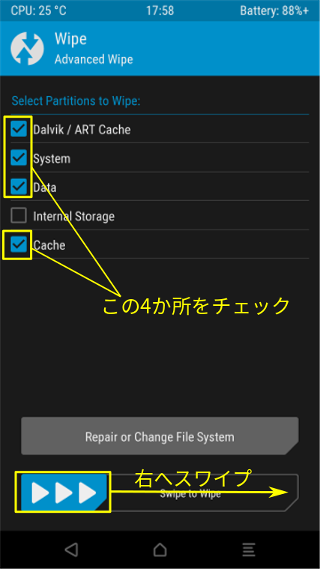 CPU: 25 °C 17:58 Battery: 88%+
Wipe
Advanced Wipe
Select Partitions to Wipe:
Dalvik / ART Cache
System
Data
Internal Storage
Cache
この4か所をチェック
Repair or Change File System
右へスワイプ
Swipe to Wipe